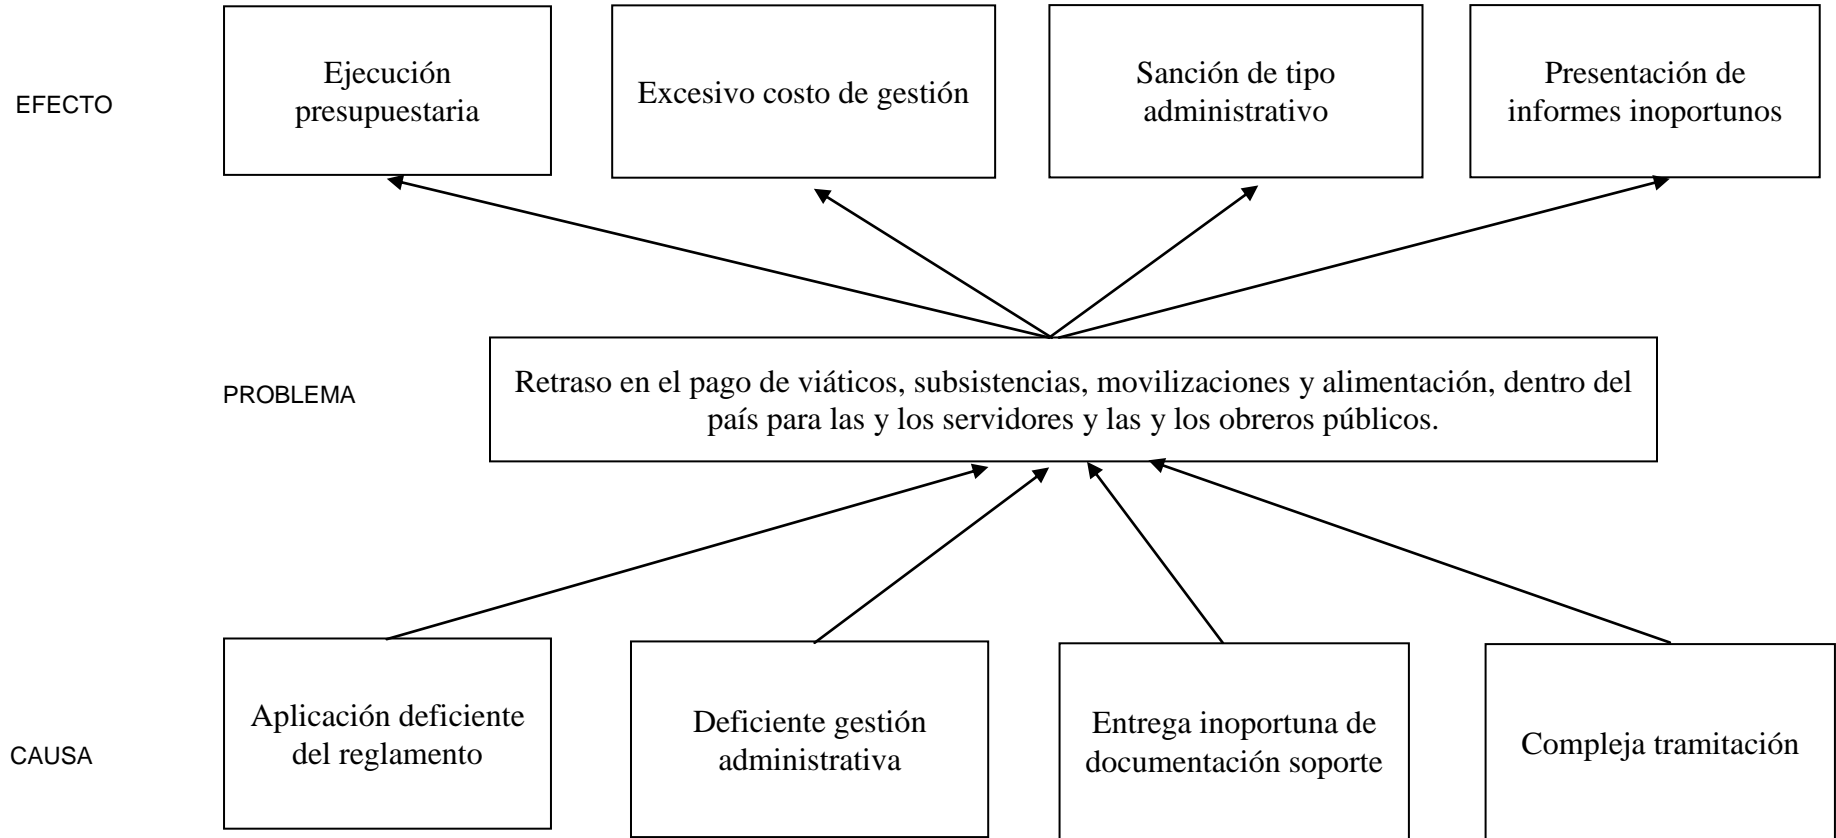 EFECTO
Ejecución
presupuestaria
Excesivo costo de gestión
Sanción de tipo
administrativo
Presentación de
informes inoportunos
PROBLEMA
Retraso en el pago de viáticos, subsistencias, movilizaciones y alimentación, dentro del
país para las y los servidores y las y los obreros públicos.
CAUSA
Aplicación deficiente
del reglamento
Deficiente gestión
administrativa
Entrega inoportuna de
documentación soporte
Compleja tramitación